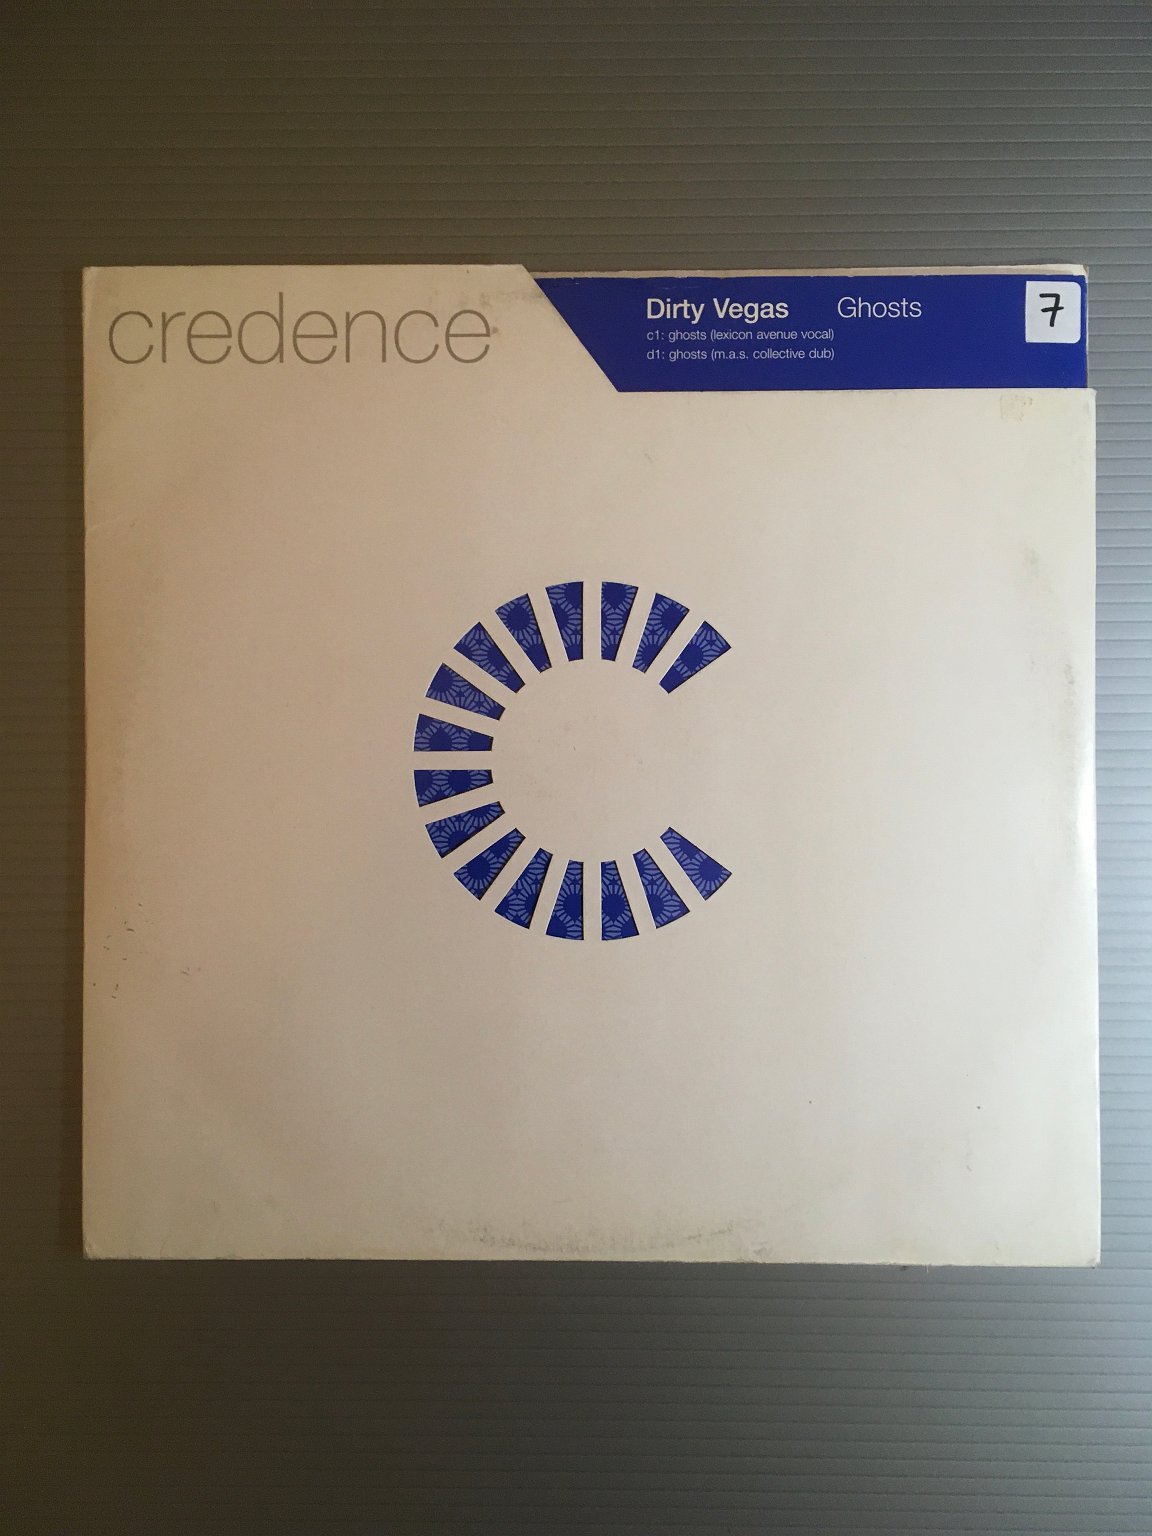 credence
Dirty Vegas Ghosts
c1: ghosts (lexicon avenue vocal)
d1: ghosts (m.a.s. collective dub)
7